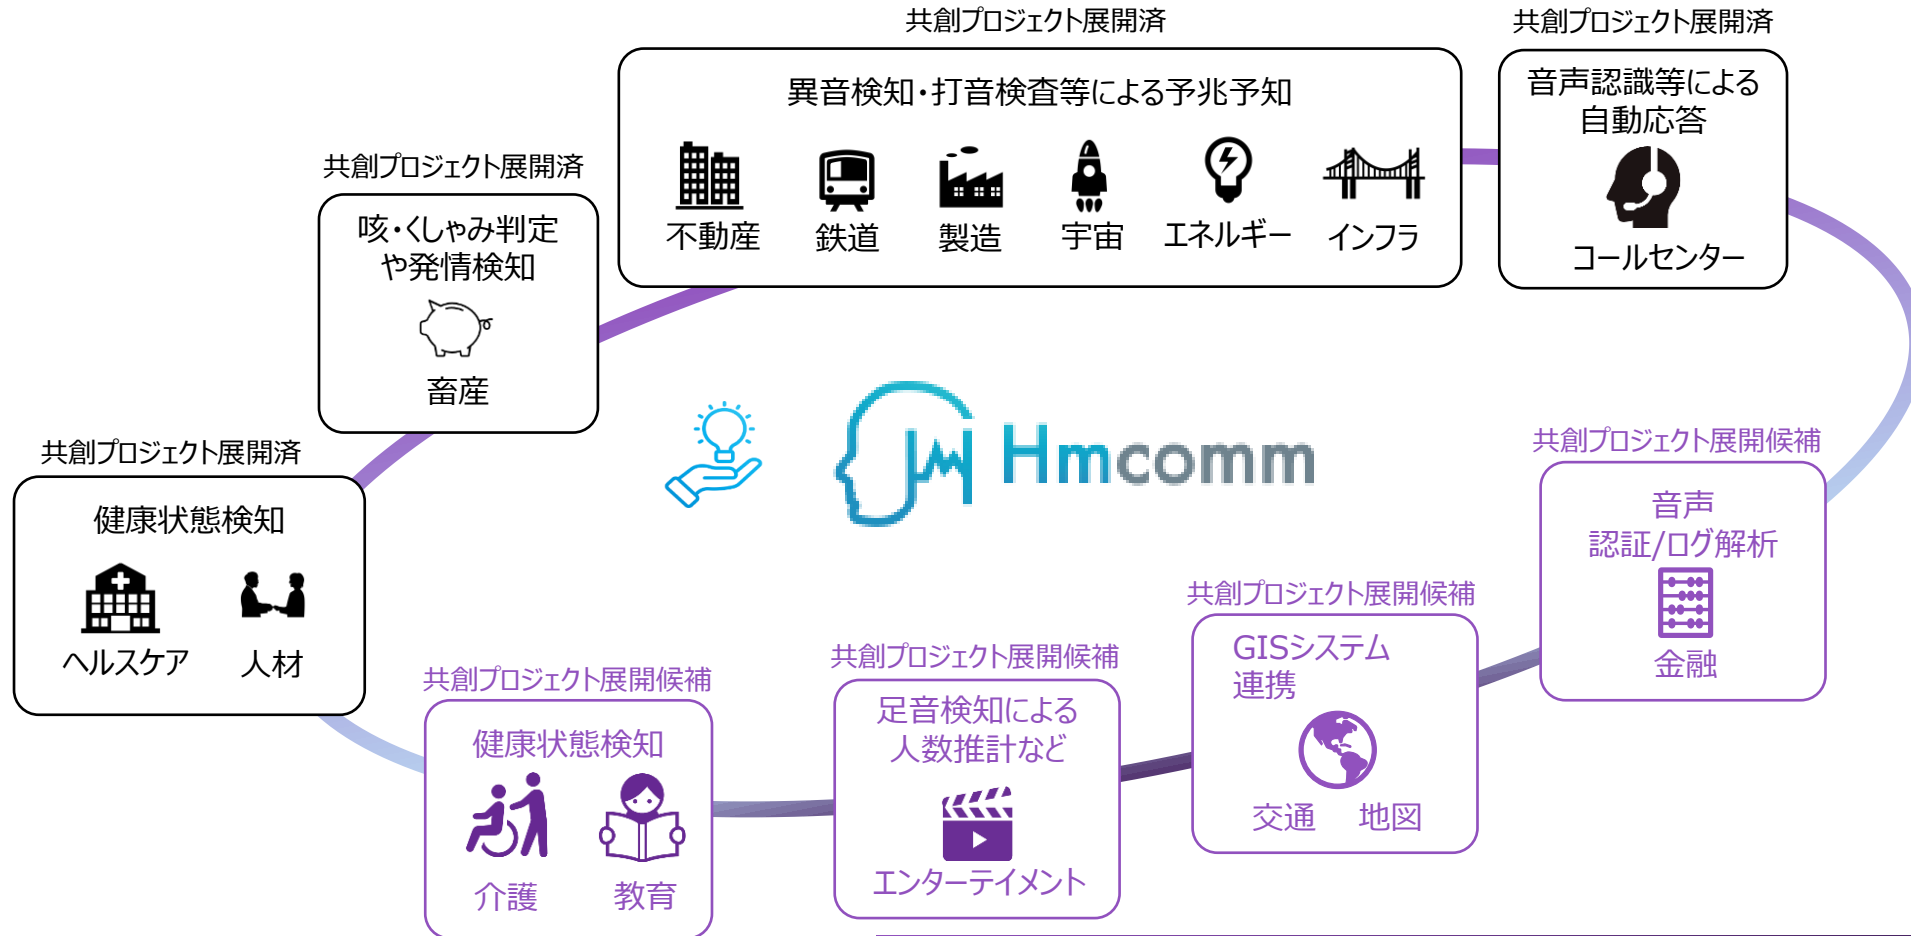 共創プロジェクト展開済
異音検知・打音検査等による予兆予知
不動産
鉄道
製造
宇宙
エネルギー
インフラ
共創プロジェクト展開済
音声認識等による
自動応答
コールセンター
共創プロジェクト展開済
咳・くしゃみ判定
や発情検知
畜産
共創プロジェクト展開済
健康状態検知
ヘルスケア
人材
Hmcomm
共創プロジェクト展開候補
音声
認証/ログ解析
金融
共創プロジェクト展開候補
GISシステム
連携
交通
地図
共創プロジェクト展開候補
足音検知による
人数推計など
エンターテイメント
共創プロジェクト展開候補
健康状態検知
介護
教育